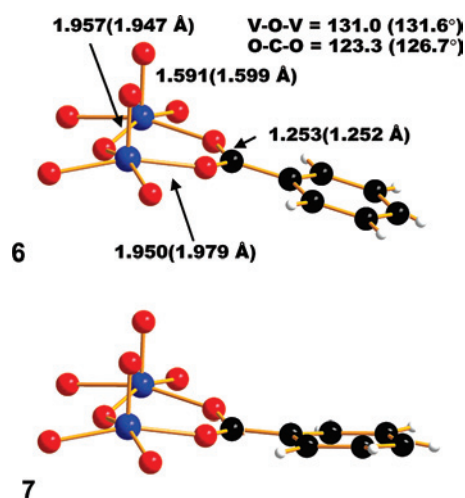 1.957(1.947 Å)
V-O-V = 131.0 (131.6°)
O-C-O = 123.3 (126.7°)
1.591(1.599 Å)
1.253(1.252 Å)
1.950(1.979 Å)
6
7